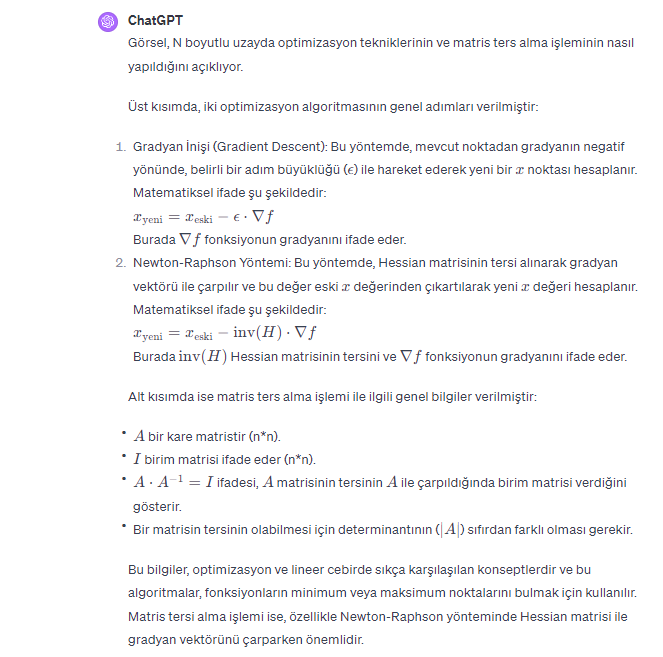 ChatGPT
Görsel, N boyutlu uzayda optimizasyon tekniklerinin ve matris ters alma işleminin nasıl
yapıldığını açıklıyor.
Üst kısımda, iki optimizasyon algoritmasının genel adımları verilmiştir:
1. Gradyan İnişi (Gradient Descent): Bu yöntemde, mevcut noktadan gradyanın negatif
yönünde, belirli bir adım büyüklüğü (ϵ) ile hareket ederek yeni bir x noktası hesaplanır.
Matematiksel ifade şu şekildedir:
x_yeni = x_eski − ϵ · ∇f
Burada ∇f fonksiyonun gradyanını ifade eder.
2. Newton-Raphson Yöntemi: Bu yöntemde, Hessian matrisinin tersi alınarak gradyan
vektörü ile çarpılır ve bu değer eski x değerinden çıkartılarak yeni x değeri hesaplanır.
Matematiksel ifade şu şekildedir:
x_yeni = x_eski − inv(H) · ∇f
Burada inv(H) Hessian matrisinin tersini ve ∇f fonksiyonun gradyanını ifade eder.
Alt kısımda ise matris ters alma işlemi ile ilgili genel bilgiler verilmiştir:
• A bir kare matristir (n*n).
• I birim matrisi ifade eder (n*n).
• A · A⁻¹ = I ifadesi, A matrisinin tersinin A ile çarpıldığında birim matrisi verdiğini
gösterir.
• Bir matrisin tersinin olabilmesi için determinantının (|A|) sıfırdan farklı olması gerekir.
Bu bilgiler, optimizasyon ve lineer cebirde sıkça karşılaşılan konseptlerdir ve bu
algoritmalar, fonksiyonların minimum veya maksimum noktalarını bulmak için kullanılır.
Matris tersi alma işlemi ise, özellikle Newton-Raphson yönteminde Hessian matrisi ile
gradyan vektörünü çarparken önemlidir.